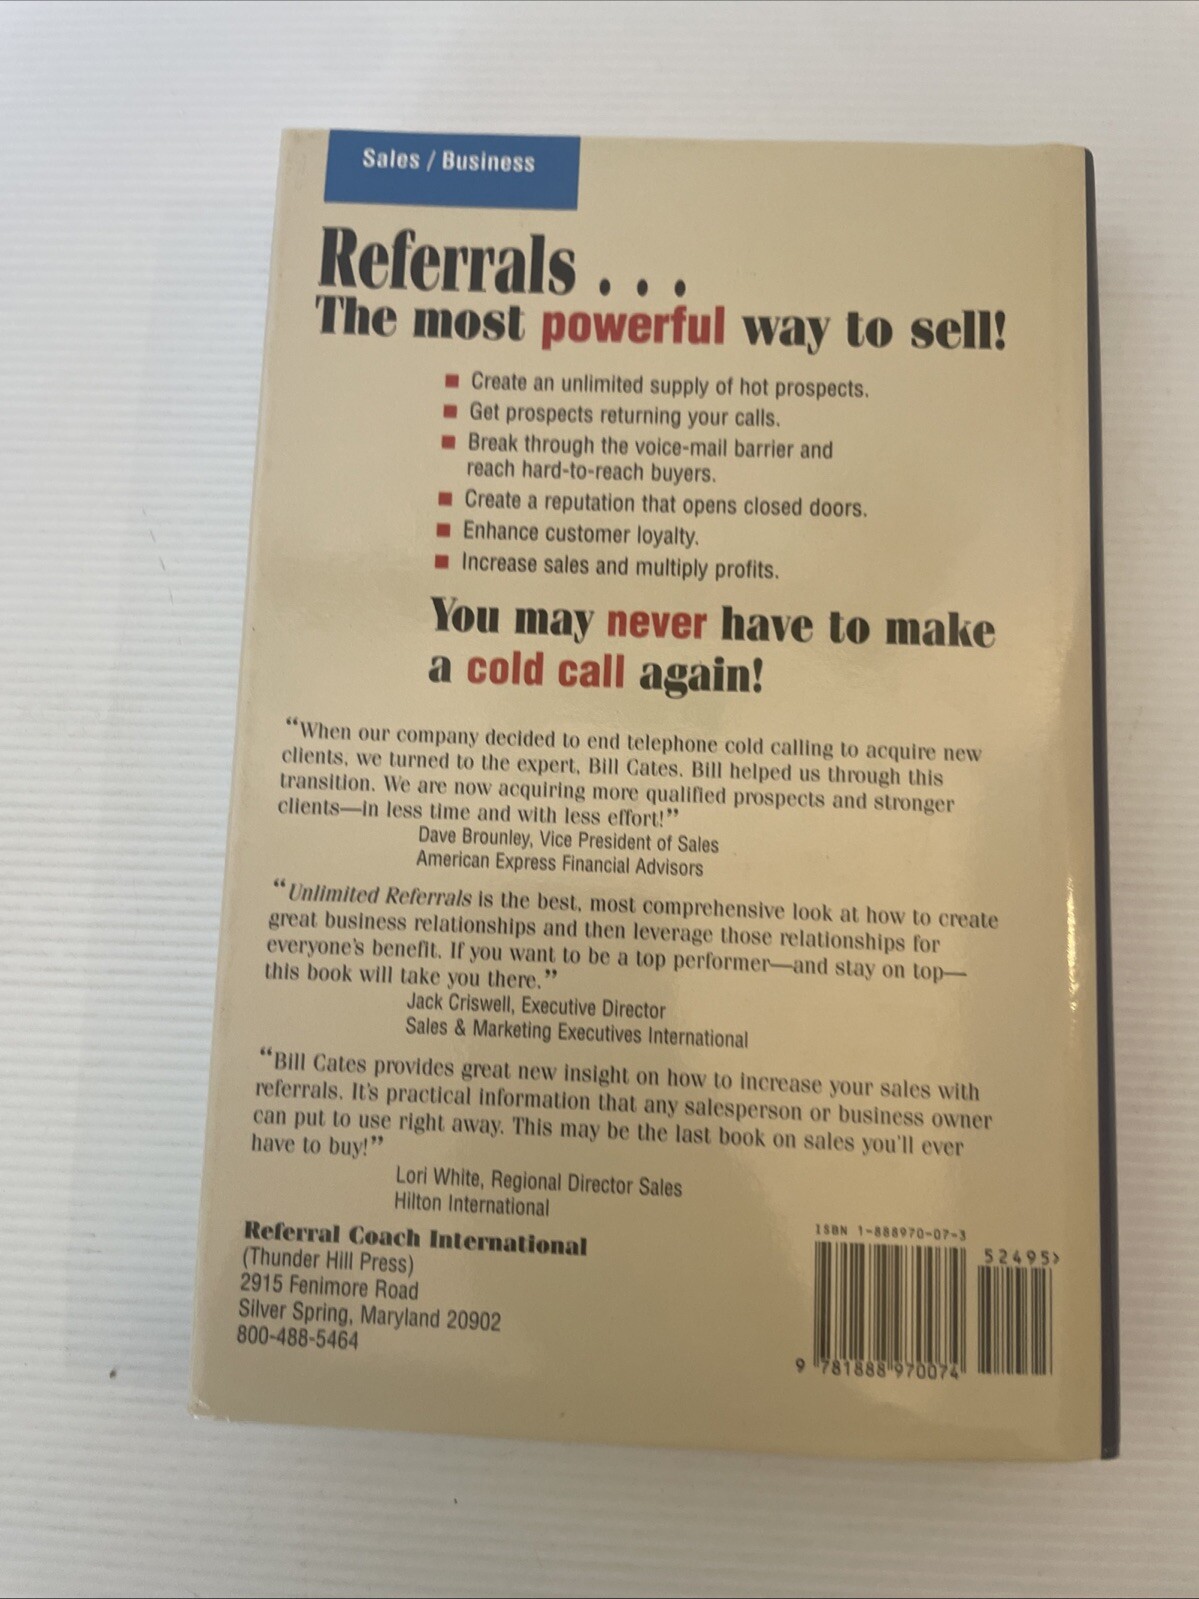 Sales / Business
Referrals . . .
The most powerful way to sell!
■ Create an unlimited supply of hot prospects.
■ Get prospects returning your calls.
■ Break through the voice-mail barrier and
reach hard-to-reach buyers.
■ Create a reputation that opens closed doors.
■ Enhance customer loyalty.
■ Increase sales and multiply profits.
You may never have to make
a cold call again!
“When our company decided to end telephone cold calling to acquire new
clients, we turned to the expert, Bill Cates. Bill helped us through this
transition. We are now acquiring more qualified prospects and stronger
clients—in less time and with less effort!”
Dave Brounley, Vice President of Sales
American Express Financial Advisors
“Unlimited Referrals is the best, most comprehensive look at how to create
great business relationships and then leverage those relationships for
everyone's benefit. If you want to be a top performer—and stay on top—
this book will take you there.”
Jack Criswell, Executive Director
Sales & Marketing Executives International
“Bill Cates provides great new insight on how to increase your sales with
referrals. It's practical information that any salesperson or business owner
can put to use right away. This may be the last book on sales you'll ever
have to buy!”
Lori White, Regional Director Sales
Hilton International
Referral Coach International
(Thunder Hill Press)
2915 Fenimore Road
Silver Spring, Maryland 20902
800-488-5464
ISBN 1-888970-07-3
52495>
9 781888 970074